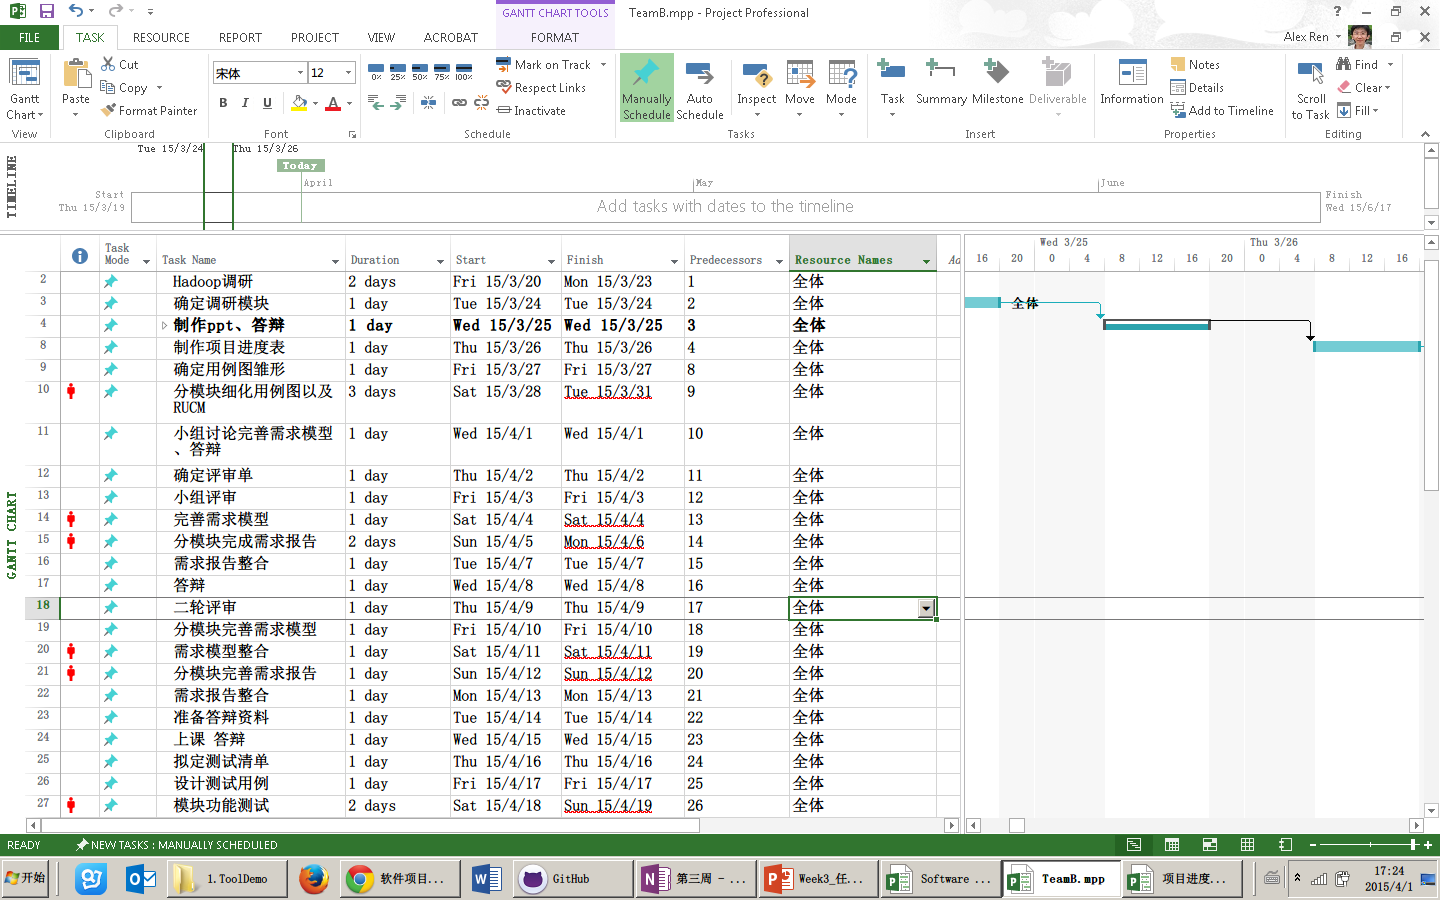 GANTT CHART TOOLS
TeamB.mpp - Project Professional
FILE TASK RESOURCE REPORT PROJECT VIEW ACROBAT FORMAT
Alex Ren
Gantt Chart
View
Paste
Cut
Copy
Format Painter
Clipboard
宋体 12
B I U A
Font
0% 25% 50% 75% 100%
Mark on Track
Respect Links
Inactivate
Schedule
Manually Schedule
Auto Schedule
Inspect
Move
Mode
Tasks
Task
Summary
Milestone
Deliverable
Insert
Information
Notes
Details
Add to Timeline
Properties
Scroll to Task
Find
Clear
Fill
Editing
TIMELINE
Tue 15/3/24 Thu 15/3/26
Today
April May June
Start
Thu 15/3/19
Add tasks with dates to the timeline
Finish
Wed 15/6/17
GANTT CHART
Task Mode Task Name Duration Start Finish Predecessors Resource Names Ad
Wed 3/25 Thu 3/26
16 20 0 4 8 12 16 20 0 4 8 12 16
2 Hadoop调研 2 days Fri 15/3/20 Mon 15/3/23 1 全体
3 确定调研模块 1 day Tue 15/3/24 Tue 15/3/24 2 全体 全体
4 制作ppt、答辩 1 day Wed 15/3/25 Wed 15/3/25 3 全体
8 制作项目进度表 1 day Thu 15/3/26 Thu 15/3/26 4 全体
9 确定用例图雏形 1 day Fri 15/3/27 Fri 15/3/27 8 全体
10 分模块细化用例图以及 3 days Sat 15/3/28 Tue 15/3/31 9 全体
RUCM
11 小组讨论完善需求模型 1 day Wed 15/4/1 Wed 15/4/1 10 全体
、答辩
12 确定评审单 1 day Thu 15/4/2 Thu 15/4/2 11 全体
13 小组评审 1 day Fri 15/4/3 Fri 15/4/3 12 全体
14 完善需求模型 1 day Sat 15/4/4 Sat 15/4/4 13 全体
15 分模块完成需求报告 2 days Sun 15/4/5 Mon 15/4/6 14 全体
16 需求报告整合 1 day Tue 15/4/7 Tue 15/4/7 15 全体
17 答辩 1 day Wed 15/4/8 Wed 15/4/8 16 全体
18 二轮评审 1 day Thu 15/4/9 Thu 15/4/9 17 全体
19 分模块完善需求模型 1 day Fri 15/4/10 Fri 15/4/10 18 全体
20 需求模型整合 1 day Sat 15/4/11 Sat 15/4/11 19 全体
21 分模块完善需求报告 1 day Sun 15/4/12 Sun 15/4/12 20 全体
22 需求报告整合 1 day Mon 15/4/13 Mon 15/4/13 21 全体
23 准备答辩资料 1 day Tue 15/4/14 Tue 15/4/14 22 全体
24 上课 答辩 1 day Wed 15/4/15 Wed 15/4/15 23 全体
25 拟定测试清单 1 day Thu 15/4/16 Thu 15/4/16 24 全体
26 设计测试用例 1 day Fri 15/4/17 Fri 15/4/17 25 全体
27 模块功能测试 2 days Sat 15/4/18 Sun 15/4/19 26 全体
READY NEW TASKS : MANUALLY SCHEDULED
开始 1.ToolDemo 软件项目... GitHub 第三周 - ... Week3_任... Software ... TeamB.mpp 项目进度... 17:24
2015/4/1